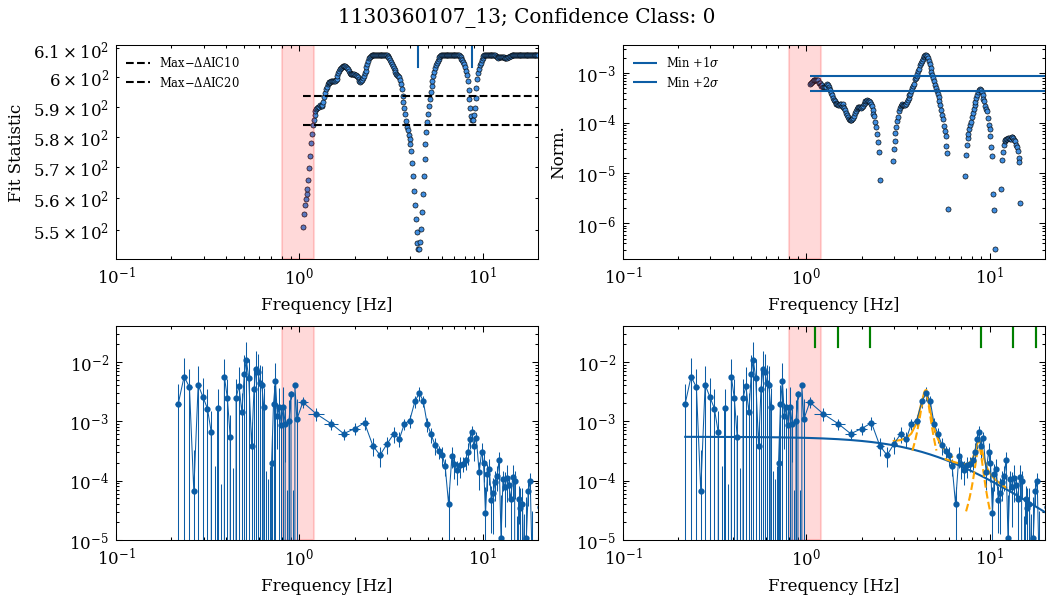 1130360107_13; Confidence Class: 0
6.1 × 10²
6 × 10²
5.9 × 10²
5.8 × 10²
5.7 × 10²
5.6 × 10²
5.5 × 10²
Fit Statistic
Max−ΔAIC10
Max−ΔAIC20
10⁻¹ 10⁰ 10¹
Frequency [Hz]
10⁻³
10⁻⁴
10⁻⁵
10⁻⁶
Norm.
Min +1σ
Min +2σ
10⁻¹ 10⁰ 10¹
Frequency [Hz]
10⁻²
10⁻³
10⁻⁴
10⁻⁵
10⁻¹ 10⁰ 10¹
Frequency [Hz]
10⁻²
10⁻³
10⁻⁴
10⁻⁵
10⁻¹ 10⁰ 10¹
Frequency [Hz]